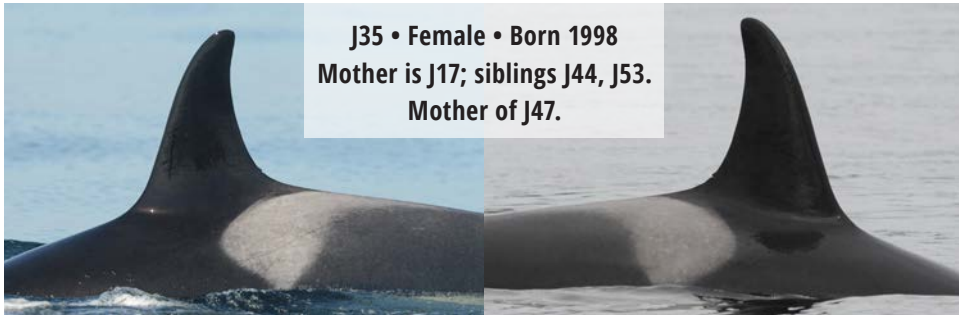 J35 • Female • Born 1998
Mother is J17; siblings J44, J53.
Mother of J47.